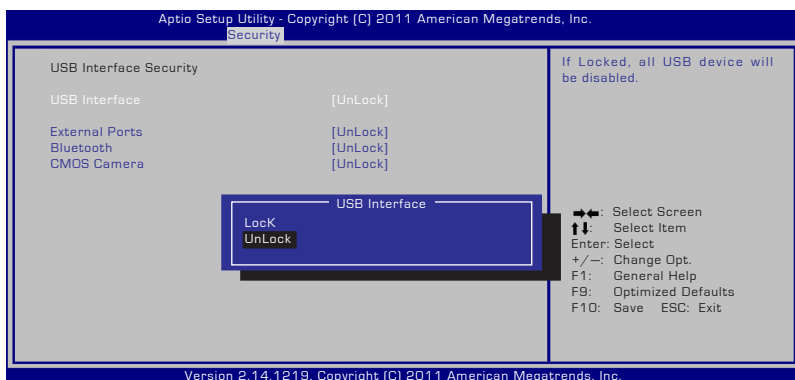 Aptio Setup Utility - Copyright (C) 2011 American Megatrends, Inc.
Security
USB Interface Security
USB Interface [UnLock]
External Ports [UnLock]
Bluetooth [UnLock]
CMOS Camera [UnLock]
USB Interface
LocK
UnLock
If Locked, all USB device will
be disabled.
→←: Select Screen
↑↓: Select Item
Enter: Select
+/—: Change Opt.
F1: General Help
F9: Optimized Defaults
F10: Save ESC: Exit
Version 2.14.1219. Copyright (C) 2011 American Megatrends, Inc.